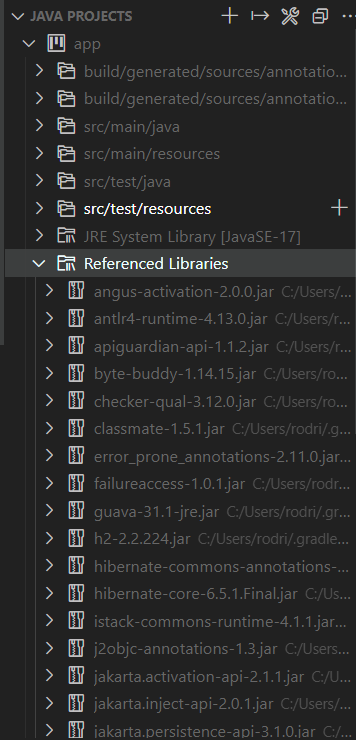 JAVA PROJECTS
app
build/generated/sources/annotatio...
build/generated/sources/annotatio...
src/main/java
src/main/resources
src/test/java
src/test/resources
JRE System Library [JavaSE-17]
Referenced Libraries
angus-activation-2.0.0.jar C:/Users/...
antlr4-runtime-4.13.0.jar C:/Users/r...
apiguardian-api-1.1.2.jar C:/Users/r...
byte-buddy-1.14.15.jar C:/Users/ro...
checker-qual-3.12.0.jar C:/Users/ro...
classmate-1.5.1.jar C:/Users/rodri/.g...
error_prone_annotations-2.11.0.jar...
failureaccess-1.0.1.jar C:/Users/rodr...
guava-31.1-jre.jar C:/Users/rodri/.gr...
h2-2.2.224.jar C:/Users/rodri/.gradle...
hibernate-commons-annotations-...
hibernate-core-6.5.1.Final.jar C:/Us...
istack-commons-runtime-4.1.1.jar...
j2objc-annotations-1.3.jar C:/Users/...
jakarta.activation-api-2.1.1.jar C:/U...
jakarta.inject-api-2.0.1.jar C:/Users/...
jakarta.persistence-api-3.1.0.jar C:/...